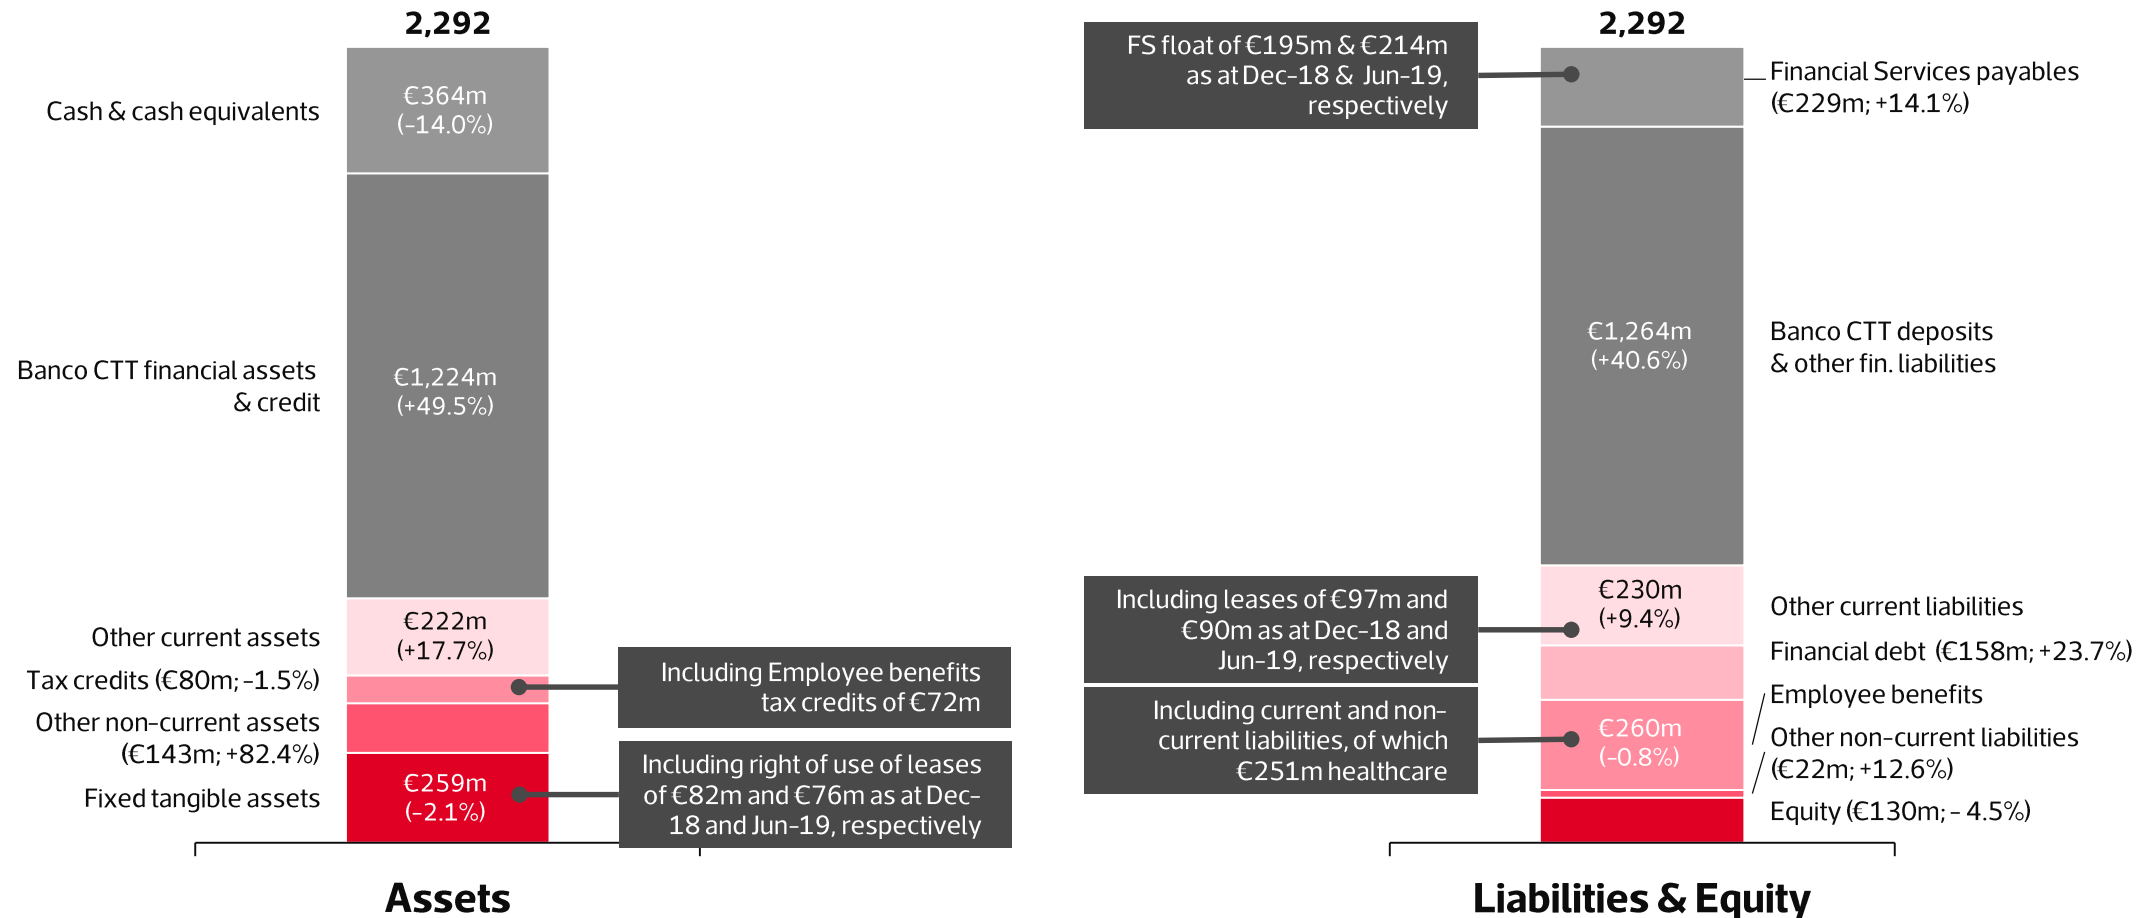 2,292
Cash & cash equivalents
€364m
(-14.0%)
Banco CTT financial assets
& credit
€1,224m
(+49.5%)
Other current assets
€222m
(+17.7%)
Tax credits (€80m; -1.5%)
Including Employee benefits
tax credits of €72m
Other non-current assets
(€143m; +82.4%)
Fixed tangible assets
€259m
(-2.1%)
Including right of use of leases
of €82m and €76m as at Dec-
18 and Jun-19, respectively
Assets
2,292
FS float of €195m & €214m
as at Dec-18 & Jun-19,
respectively
Financial Services payables
(€229m; +14.1%)
€1,264m
(+40.6%)
Banco CTT deposits
& other fin. liabilities
Including leases of €97m and
€90m as at Dec-18 and
Jun-19, respectively
€230m
(+9.4%)
Other current liabilities
Financial debt (€158m; +23.7%)
Including current and non-
current liabilities, of which
€251m healthcare
€260m
(-0.8%)
Employee benefits
Other non-current liabilities
(€22m; +12.6%)
Equity (€130m; - 4.5%)
Liabilities & Equity